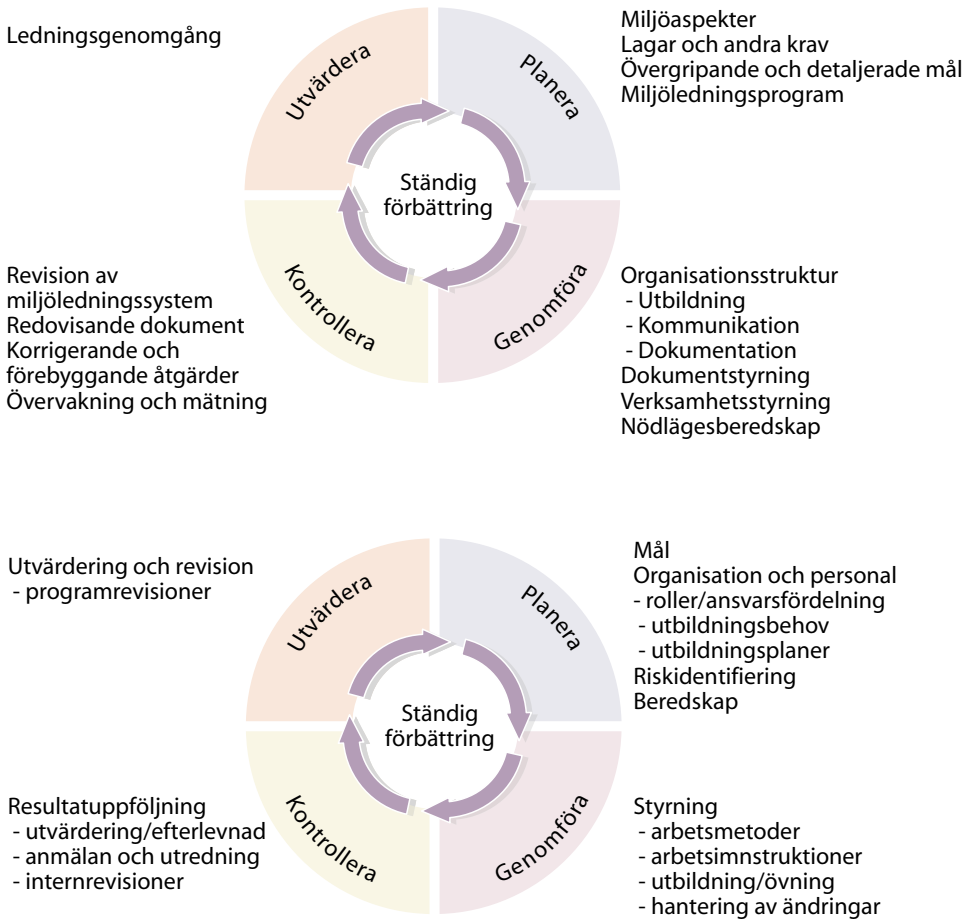 Ledningsgenomgång
Utvärdera
Planera
Miljöaspekter
Lagar och andra krav
Övergripande och detaljerade mål
Miljöledningsprogram
Ständig
förbättring
Revision av
miljöledningssystem
Redovisande dokument
Korrigerande och
förebyggande åtgärder
Övervakning och mätning
Kontrollera
Genomföra
Organisationsstruktur
- Utbildning
- Kommunikation
- Dokumentation
Dokumentstyrning
Verksamhetsstyrning
Nödlägesberedskap
Utvärdering och revision
- programrevisioner
Utvärdera
Planera
Mål
Organisation och personal
- roller/ansvarsfördelning
- utbildningsbehov
- utbildningsplaner
Riskidentifiering
Beredskap
Ständig
förbättring
Resultatuppföljning
- utvärdering/efterlevnad
- anmälan och utredning
- internrevisioner
Kontrollera
Genomföra
Styrning
- arbetsmetoder
- arbetsimnstruktioner
- utbildning/övning
- hantering av ändringar